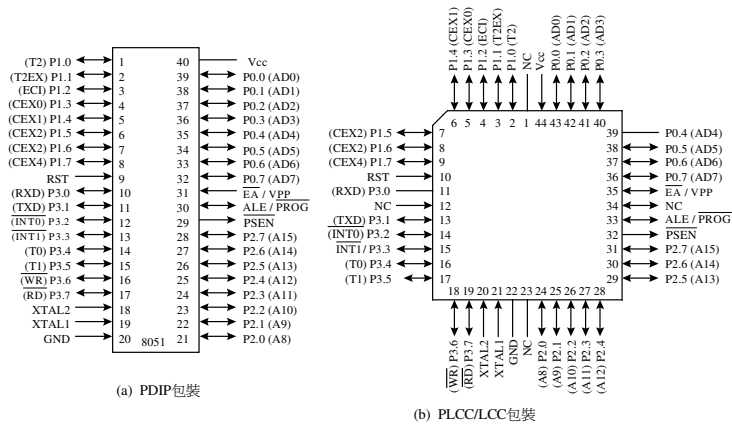 (T2) P1.0 1 40 Vcc
(T2EX) P1.1 2 39 P0.0 (AD0)
(ECI) P1.2 3 38 P0.1 (AD1)
(CEX0) P1.3 4 37 P0.2 (AD2)
(CEX1) P1.4 5 36 P0.3 (AD3)
(CEX2) P1.5 6 35 P0.4 (AD4)
(CEX2) P1.6 7 34 P0.5 (AD5)
(CEX4) P1.7 8 33 P0.6 (AD6)
RST 9 32 P0.7 (AD7)
(RXD) P3.0 10 31 E̅A̅ / VPP
(TXD) P3.1 11 30 ALE / P̅R̅O̅G̅
(I̅N̅T̅0̅) P3.2 12 29 P̅S̅E̅N̅
(I̅N̅T̅1̅) P3.3 13 28 P2.7 (A15)
(T0) P3.4 14 27 P2.6 (A14)
(T1) P3.5 15 26 P2.5 (A13)
(W̅R̅) P3.6 16 25 P2.4 (A12)
(R̅D̅) P3.7 17 24 P2.3 (A11)
XTAL2 18 23 P2.2 (A10)
XTAL1 19 22 P2.1 (A9)
GND 20 8051 21 P2.0 (A8)
(a) PDIP包裝
P1.4 (CEX1)
P1.3 (CEX0)
P1.2 (ECI)
P1.1 (T2EX)
P1.0 (T2)
NC
Vcc
P0.0 (AD0)
P0.1 (AD1)
P0.2 (AD2)
P0.3 (AD3)
6 5 4 3 2 1 44 43 42 41 40
(CEX2) P1.5 7 39 P0.4 (AD4)
(CEX2) P1.6 8 38 P0.5 (AD5)
(CEX4) P1.7 9 37 P0.6 (AD6)
RST 10 36 P0.7 (AD7)
(RXD) P3.0 11 35 E̅A̅ / VPP
NC 12 34 NC
(TXD) P3.1 13 33 ALE / P̅R̅O̅G̅
(I̅N̅T̅0̅) P3.2 14 32 P̅S̅E̅N̅
I̅N̅T̅1̅ / P3.3 15 31 P2.7 (A15)
(T0) P3.4 16 30 P2.6 (A14)
(T1) P3.5 17 29 P2.5 (A13)
18 19 20 21 22 23 24 25 26 27 28
(W̅R̅) P3.6
(R̅D̅) P3.7
XTAL2
XTAL1
GND
NC
(A8) P2.0
(A9) P2.1
(A10) P2.2
(A11) P2.3
(A12) P2.4
(b) PLCC/LCC包裝